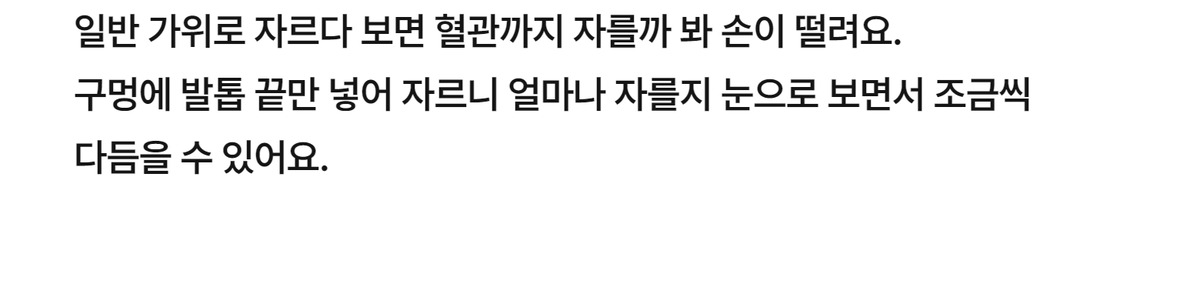 일반 가위로 자르다 보면 혈관까지 자를까 봐 손이 떨려요.
구멍에 발톱 끝만 넣어 자르니 얼마나 자를지 눈으로 보면서 조금씩
다듬을 수 있어요.